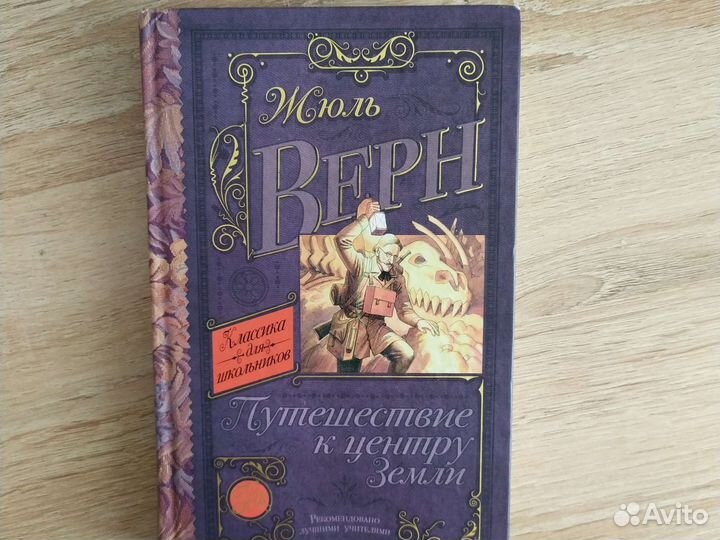 Жюль
Верн
Классика
для
школьников
Путешествие
к центру
Земли
Рекомендовано
лучшими учителями
Avito